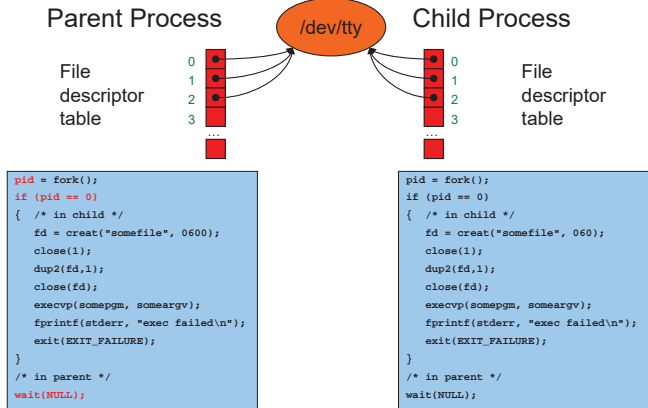 Parent Process
/dev/tty
Child Process
File
descriptor
table
0
1
2
3
...
0
1
2
3
...
File
descriptor
table
pid = fork();
if (pid == 0)
{ /* in child */
fd = creat("somefile", 0600);
close(1);
dup2(fd,1);
close(fd);
execvp(somepgm, someargv);
fprintf(stderr, "exec failed\n");
exit(EXIT_FAILURE);
}
/* in parent */
wait(NULL);
pid = fork();
if (pid == 0)
{ /* in child */
fd = creat("somefile", 060);
close(1);
dup2(fd,1);
close(fd);
execvp(somepgm, someargv);
fprintf(stderr, "exec failed\n");
exit(EXIT_FAILURE);
}
/* in parent */
wait(NULL);